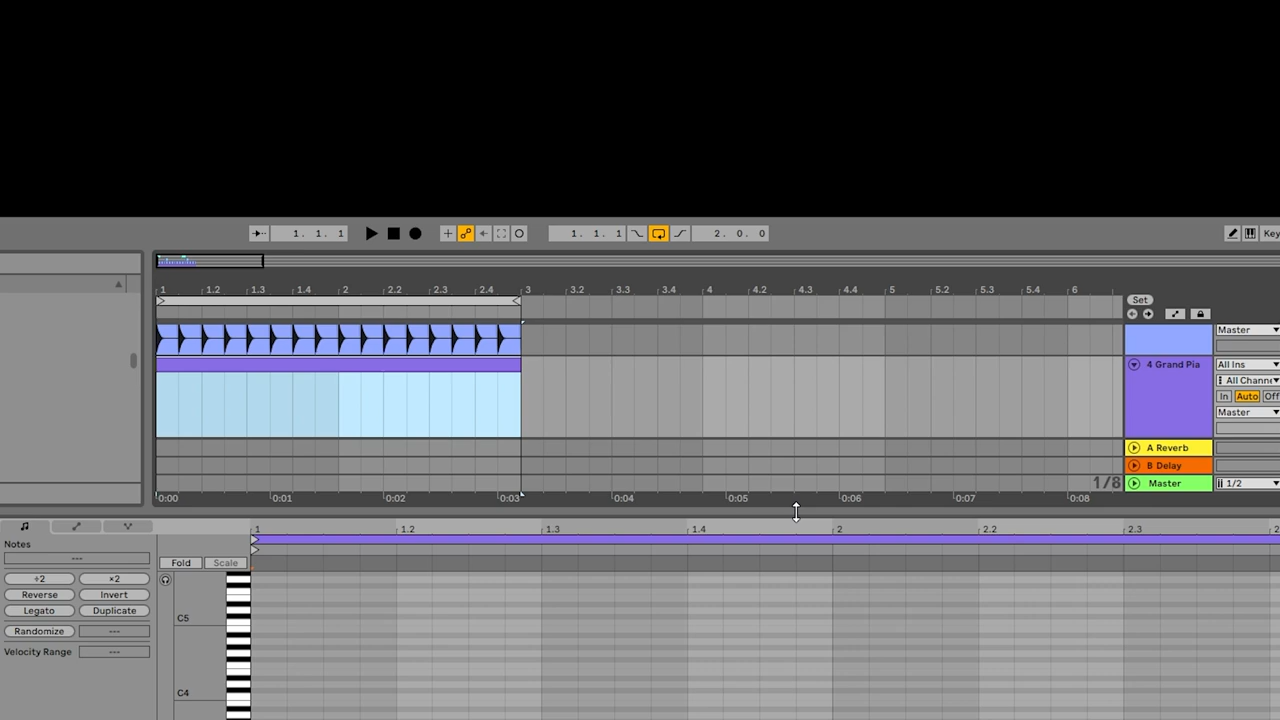 1. 1. 1
1. 1. 1
2. 0. 0
Key
1 1.2 1.3 1.4 2 2.2 2.3 2.4 3 3.2 3.3 3.4 4 4.2 4.3 4.4 5 5.2 5.3 5.4 6
Set
Master
4 Grand Pia All Ins
All Channe
In Auto Off
Master
A Reverb
B Delay
1/8 Master 1/2
0:00 0:01 0:02 0:03 0:04 0:05 0:06 0:07 0:08
1 1.2 1.3 1.4 2 2.2 2.3
Notes
---
Fold Scale
÷2 ×2
Reverse Invert
Legato Duplicate
C5
Randomize ---
Velocity Range ---
C4